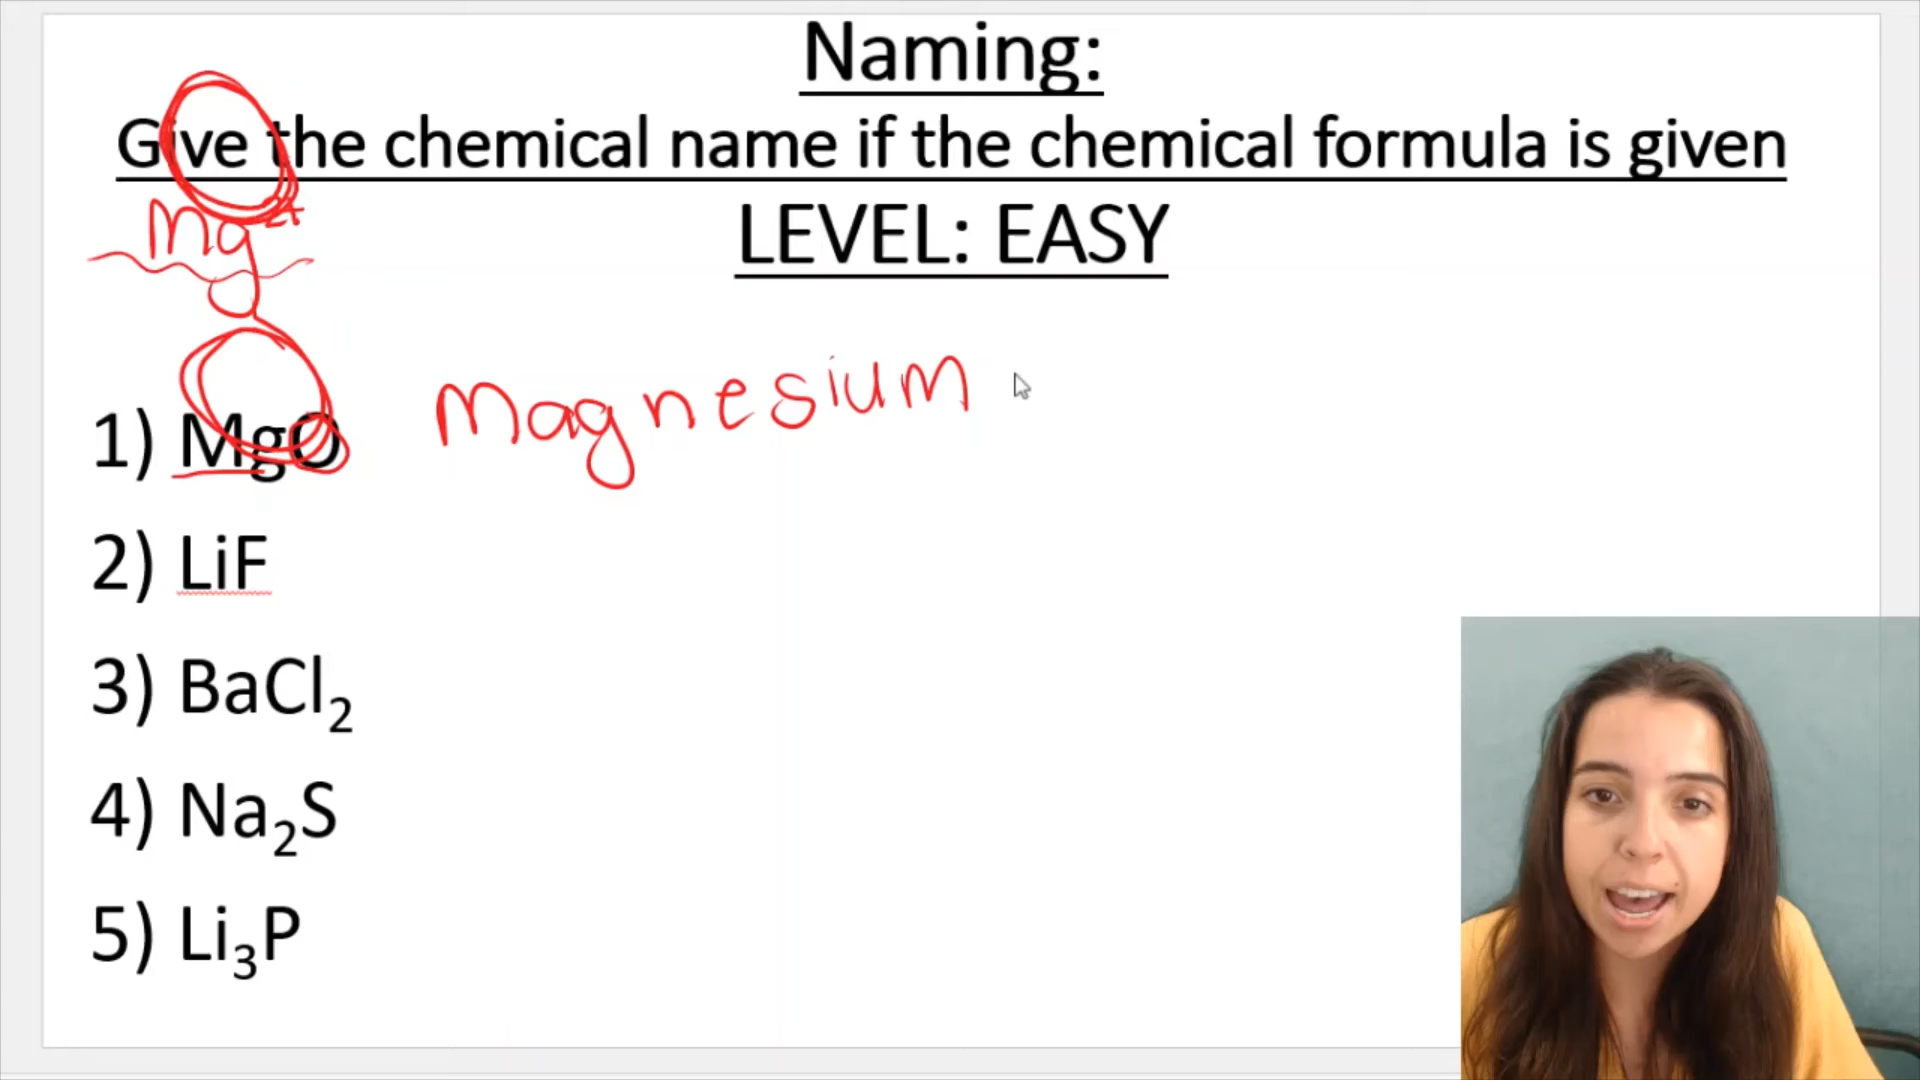 Naming:
Give the chemical name if the chemical formula is given
LEVEL: EASY
Mg²⁺
1) MgO Magnesium
2) LiF
3) BaCl₂
4) Na₂S
5) Li₃P